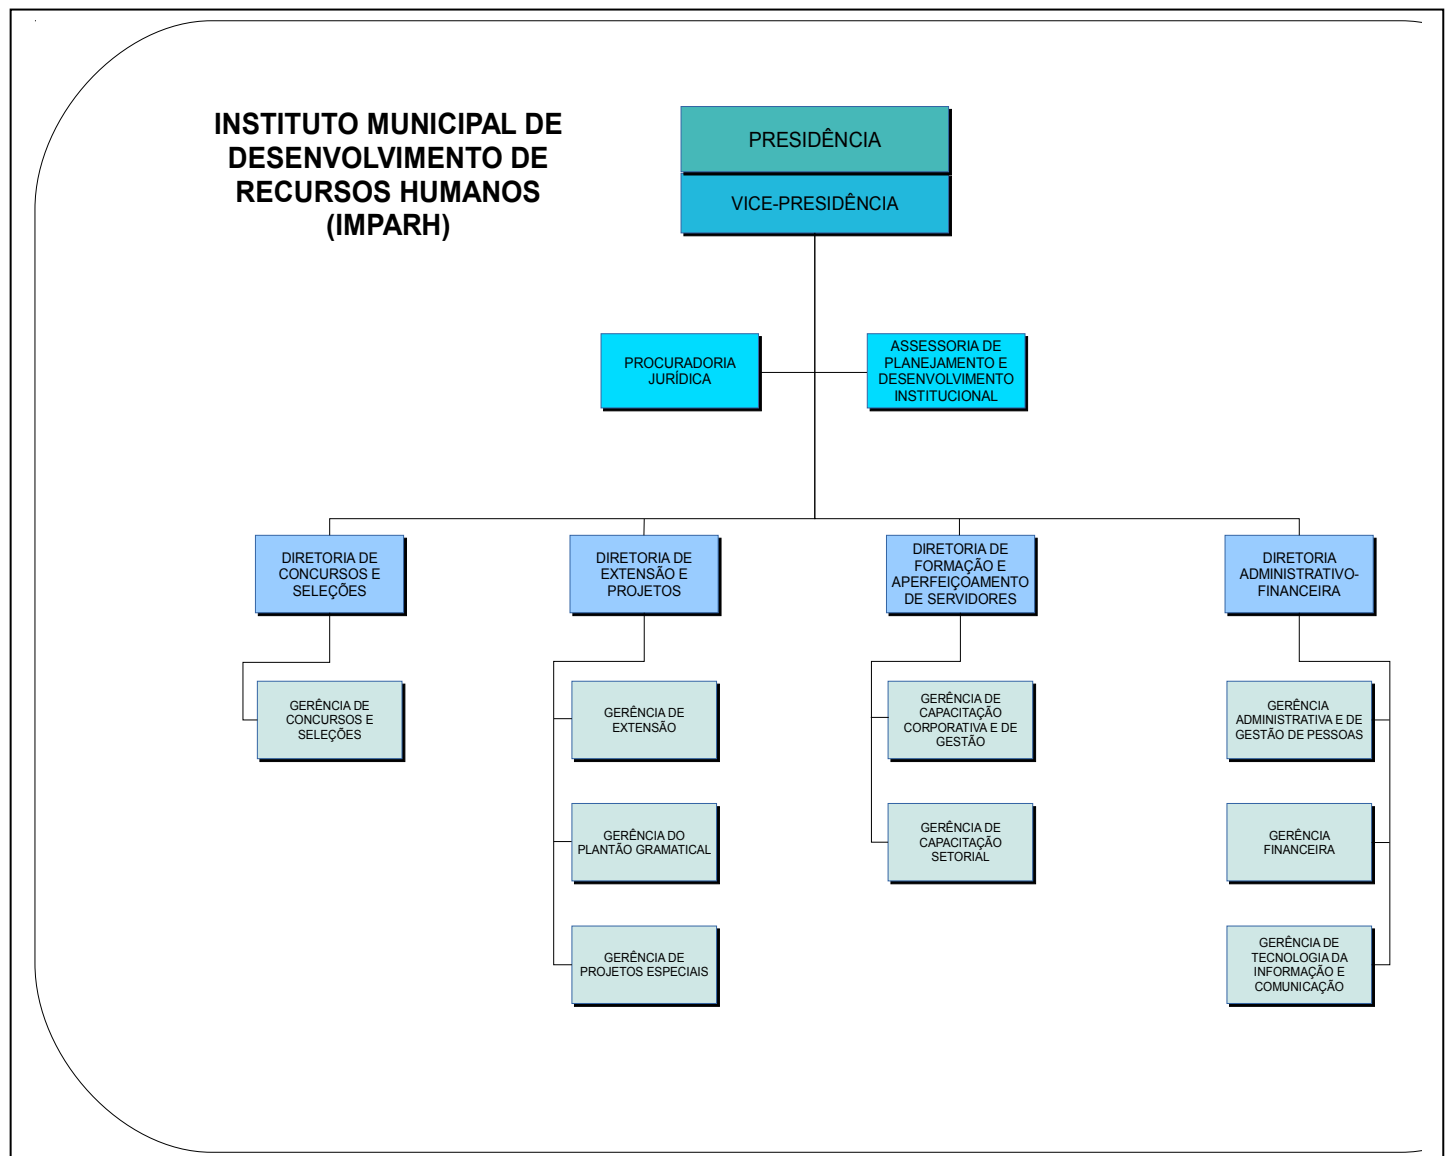 INSTITUTO MUNICIPAL DE
DESENVOLVIMENTO DE
RECURSOS HUMANOS
(IMPARH)
PRESIDÊNCIA
VICE-PRESIDÊNCIA
PROCURADORIA
JURÍDICA
ASSESSORIA DE
PLANEJAMENTO E
DESENVOLVIMENTO
INSTITUCIONAL
DIRETORIA DE
CONCURSOS E
SELEÇÕES
DIRETORIA DE
EXTENSÃO E
PROJETOS
DIRETORIA DE
FORMAÇÃO E
APERFEIÇOAMENTO
DE SERVIDORES
DIRETORIA
ADMINISTRATIVO-
FINANCEIRA
GERÊNCIA DE
CONCURSOS E
SELEÇÕES
GERÊNCIA DE
EXTENSÃO
GERÊNCIA DE
CAPACITAÇÃO
CORPORATIVA E DE
GESTÃO
GERÊNCIA
ADMINISTRATIVA E DE
GESTÃO DE PESSOAS
GERÊNCIA DO
PLANTÃO GRAMATICAL
GERÊNCIA DE
CAPACITAÇÃO
SETORIAL
GERÊNCIA
FINANCEIRA
GERÊNCIA DE
PROJETOS ESPECIAIS
GERÊNCIA DE
TECNOLOGIA DA
INFORMAÇÃO E
COMUNICAÇÃO